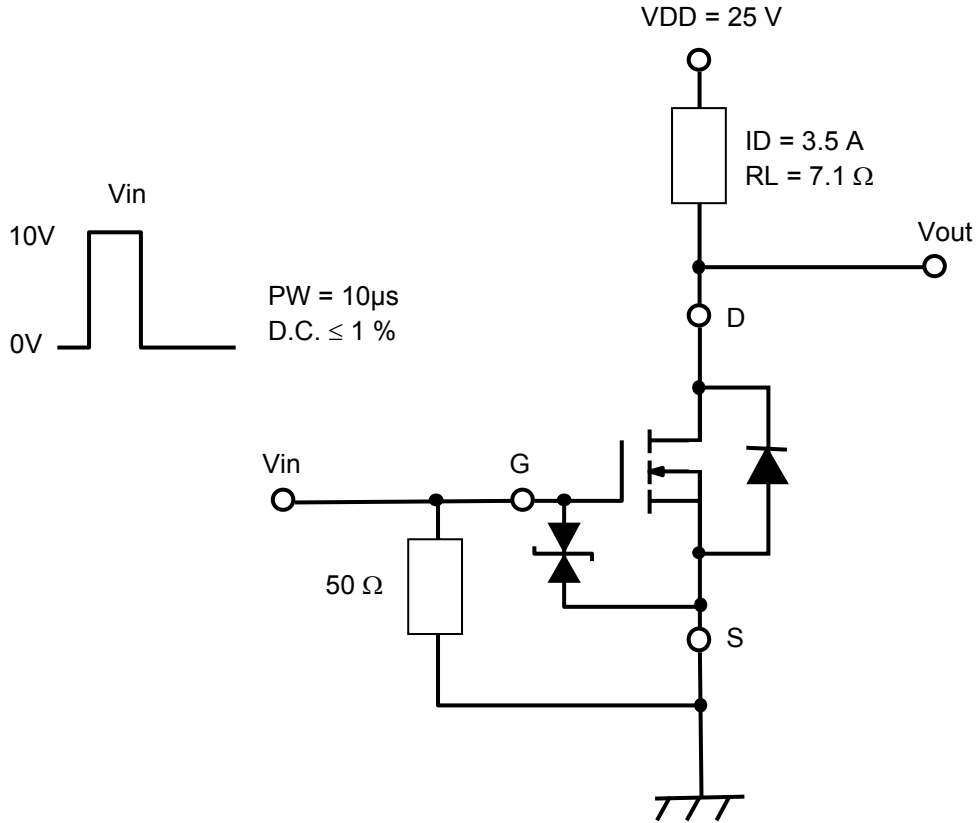 VDD = 25 V
ID = 3.5 A
RL = 7.1 Ω
Vin
10V
0V
PW = 10µs
D.C. ≤ 1 %
Vout
D
Vin
G
50 Ω
S